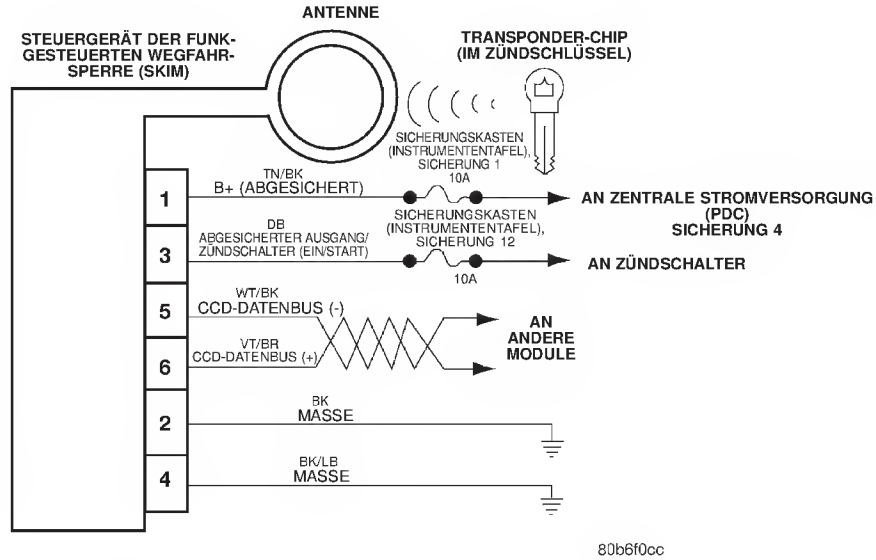 ANTENNE
STEUERGERÄT DER FUNK-
GESTEUERTEN WEGFAHR-
SPERRE (SKIM)
TRANSPONDER-CHIP
(IM ZÜNDSCHLÜSSEL)
SICHERUNGSKASTEN
(INSTRUMENTENTAFEL),
SICHERUNG 1
10A
1
TN/BK
B+ (ABGESICHERT)
AN ZENTRALE STROMVERSORGUNG
(PDC)
SICHERUNG 4
SICHERUNGSKASTEN
(INSTRUMENTENTAFEL),
SICHERUNG 12
10A
3
DB
ABGESICHERTER AUSGANG/
ZÜNDSCHALTER (EIN/START)
AN ZÜNDSCHALTER
5
WT/BK
CCD-DATENBUS (-)
6
VT/BR
CCD-DATENBUS (+)
AN
ANDERE
MODULE
2
BK
MASSE
4
BK/LB
MASSE
80b6f0cc